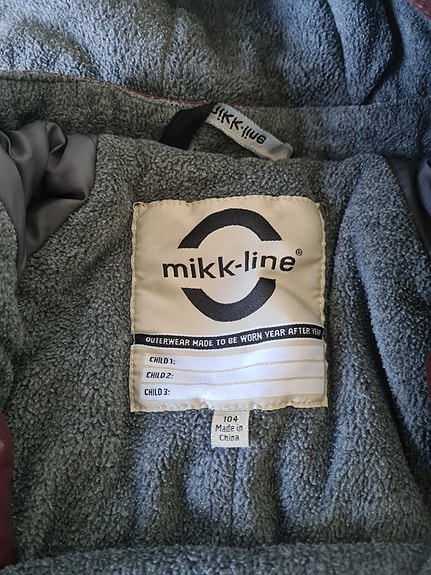 mikk-line
mikk-line®
OUTERWEAR MADE TO BE WORN YEAR AFTER YEAR
CHILD 1:
CHILD 2:
CHILD 3:
104
Made in
China